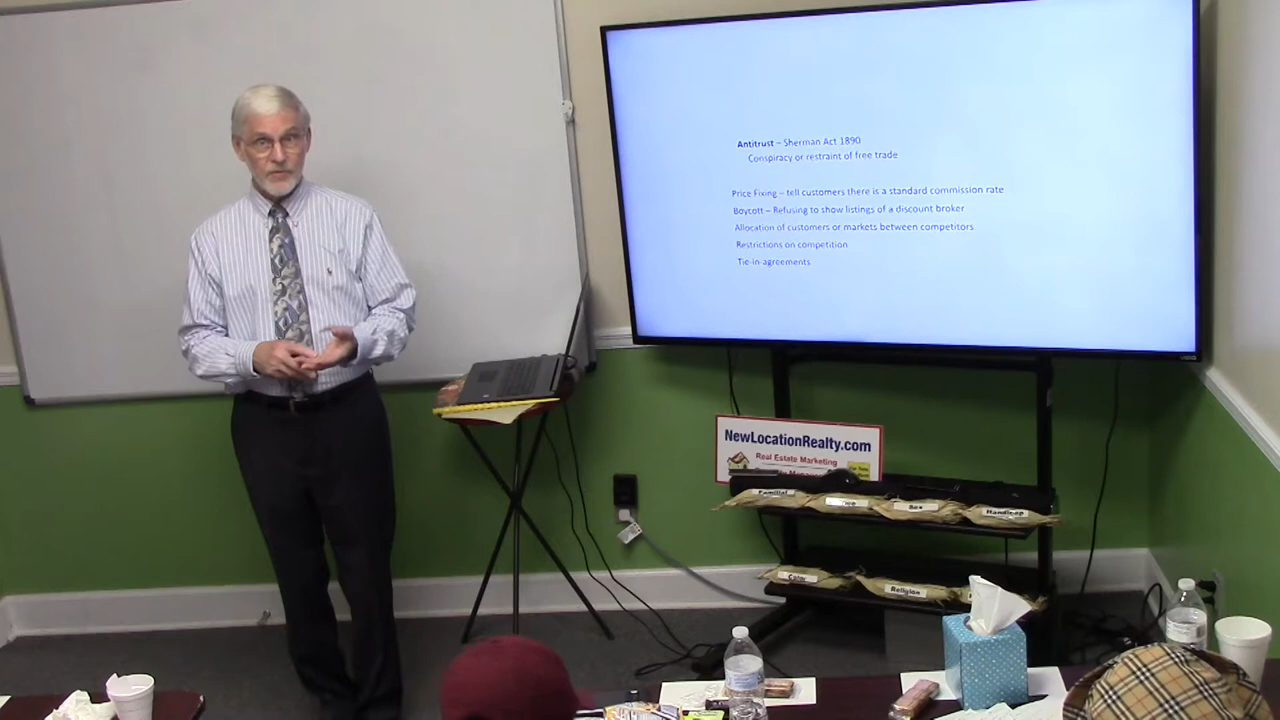 Antitrust – Sherman Act 1890
Conspiracy or restraint of free trade
Price Fixing – tell customers there is a standard commission rate
Boycott – Refusing to show listings of a discount broker
Allocation of customers or markets between competitors
Restrictions on competition
Tie-in-agreements
VIZIO
NewLocationRealty.com
Real Estate Marketing
Familial
Sex
Handicap
Color
Religion